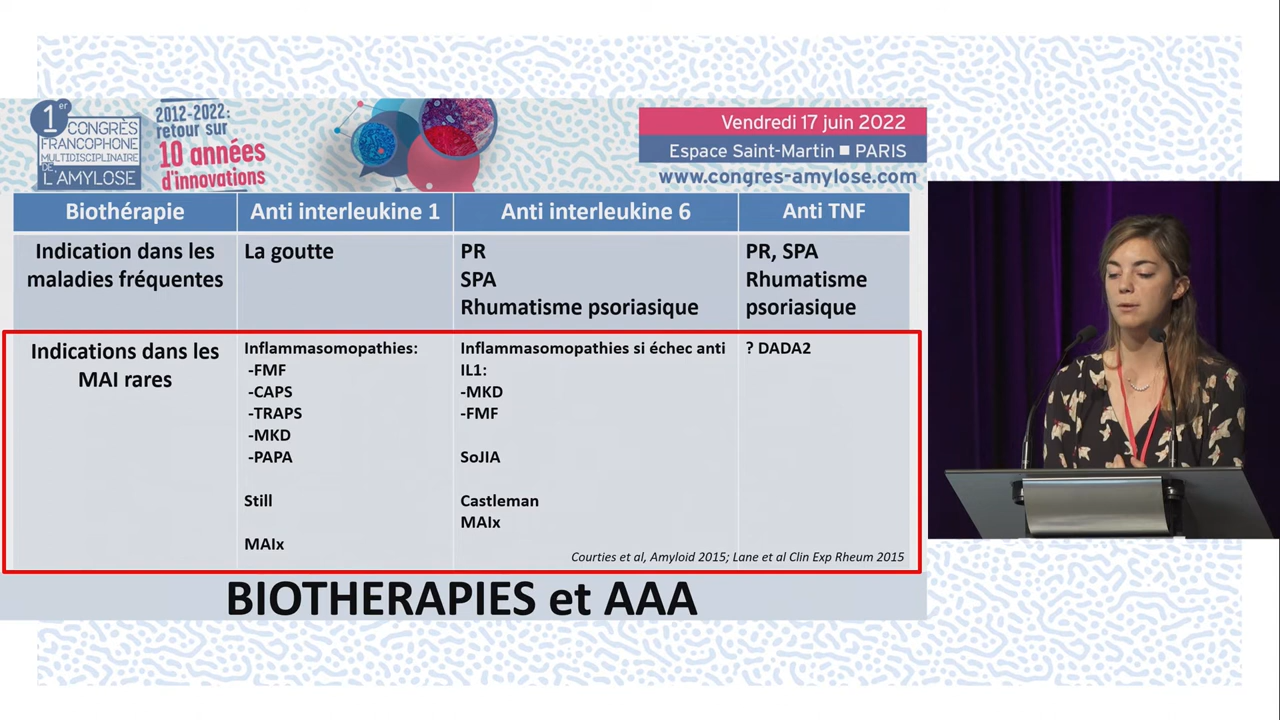 1er
CONGRÈS
FRANCOPHONE
MULTIDISCIPLINAIRE
DE
L'AMYLOSE
2012-2022:
retour sur
10 années
d'innovations
Vendredi 17 juin 2022
Espace Saint-Martin ■ PARIS
www.congres-amylose.com
Biothérapie
Anti interleukine 1
Anti interleukine 6
Anti TNF
Indication dans les
maladies fréquentes
La goutte
PR
SPA
Rhumatisme psoriasique
PR, SPA
Rhumatisme
psoriasique
Indications dans les
MAI rares
Inflammasomopathies:
-FMF
-CAPS
-TRAPS
-MKD
-PAPA
Still
MAIx
Inflammasomopathies si échec anti
IL1:
-MKD
-FMF
SoJIA
Castleman
MAIx
? DADA2
Courties et al, Amyloid 2015; Lane et al Clin Exp Rheum 2015
BIOTHERAPIES et AAA